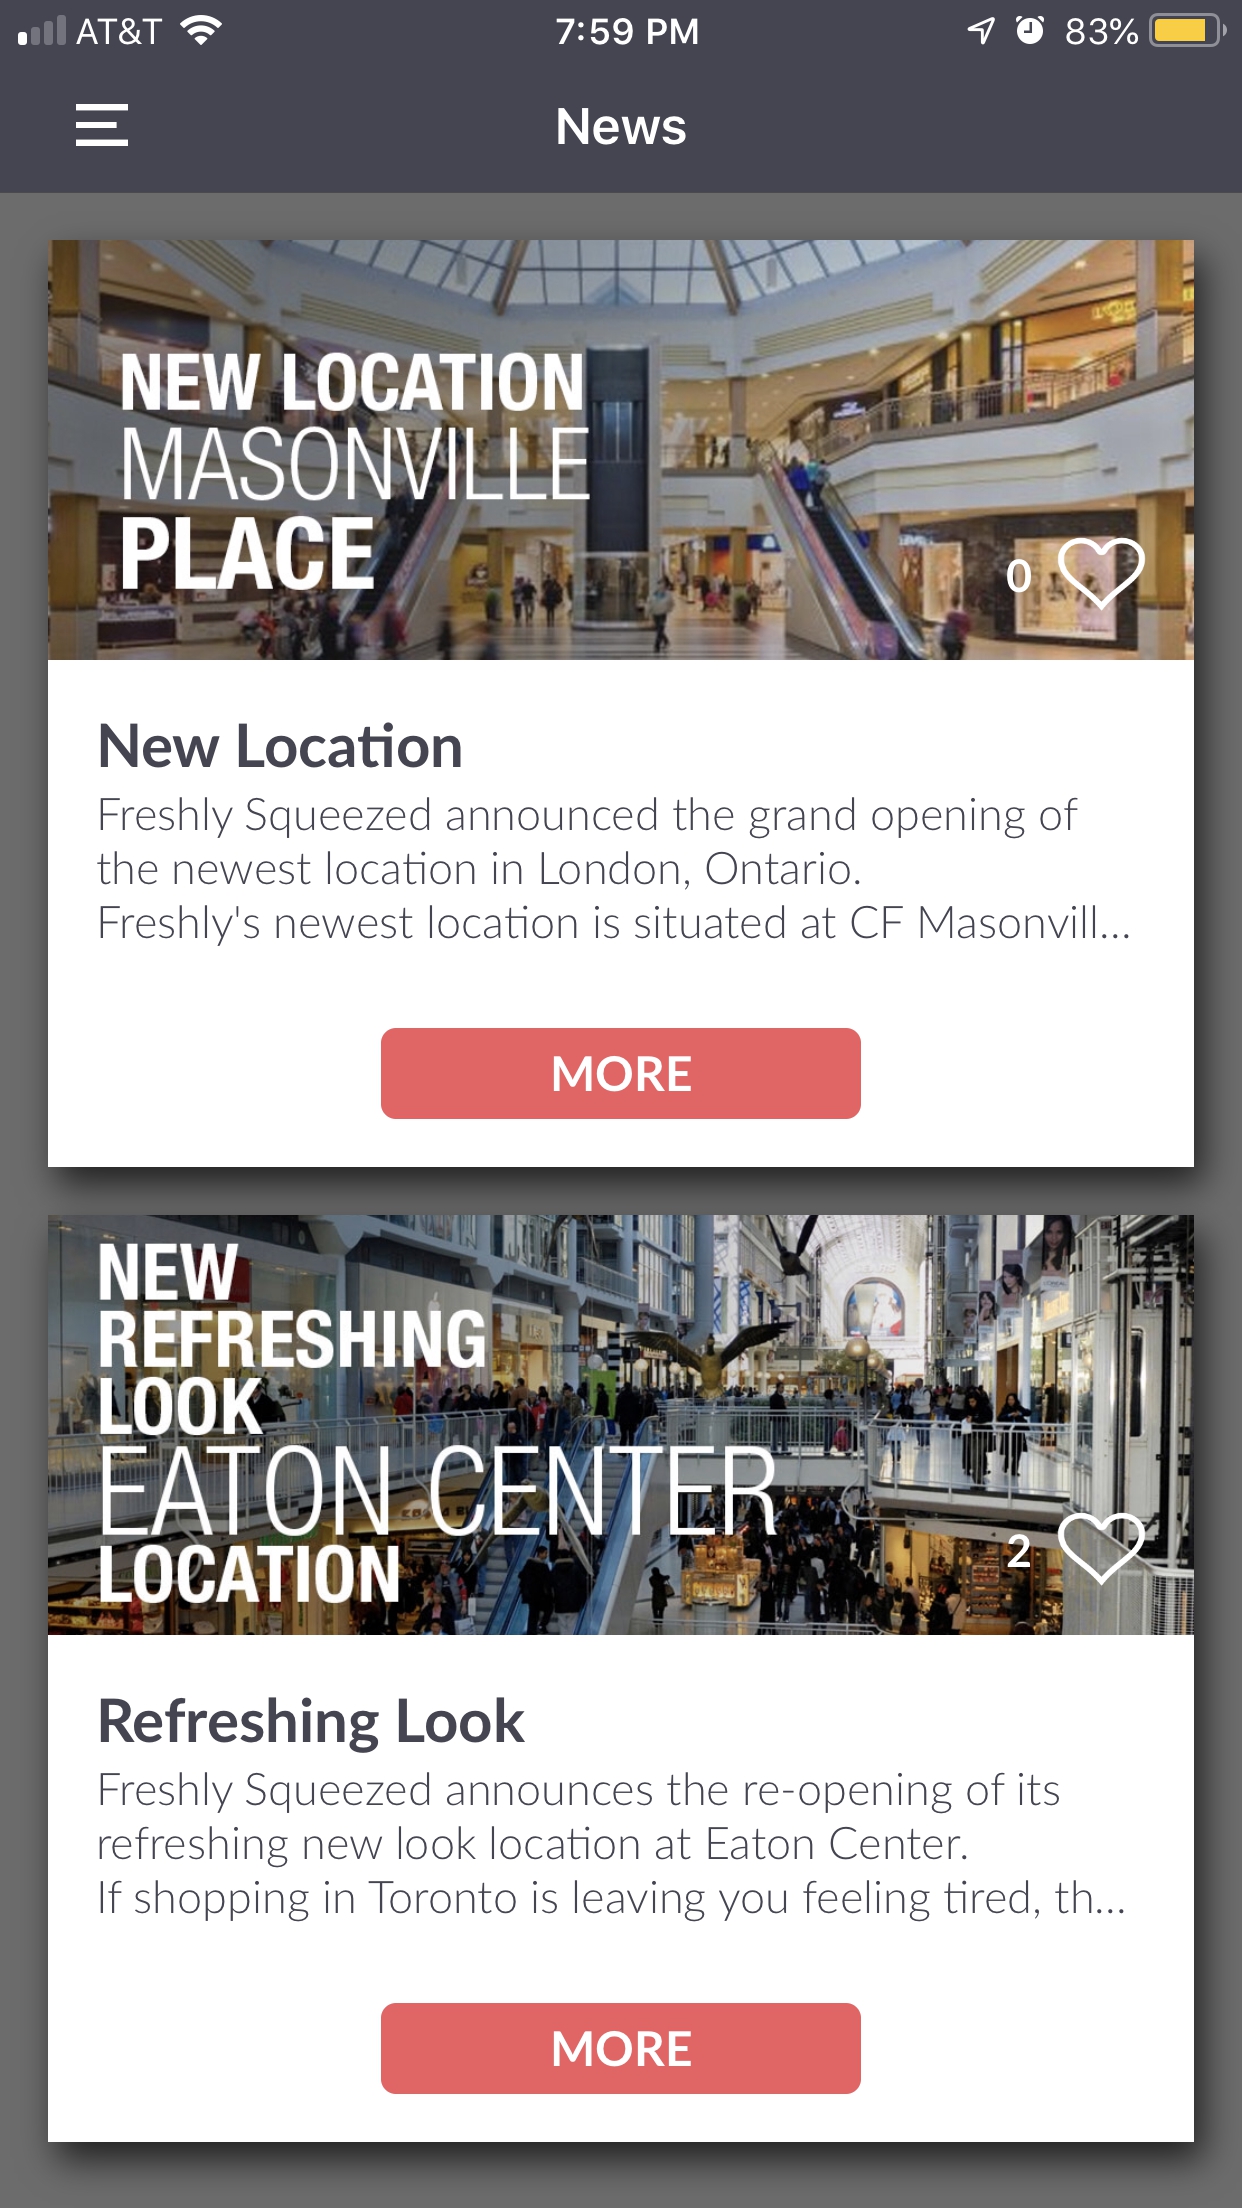 AT&T 7:59 PM 83%
News
NEW LOCATION
MASONVILLE
PLACE
0
New Location
Freshly Squeezed announced the grand opening of
the newest location in London, Ontario.
Freshly's newest location is situated at CF Masonvill...
MORE
NEW
REFRESHING
LOOK
EATON CENTER
LOCATION
2
Refreshing Look
Freshly Squeezed announces the re-opening of its
refreshing new look location at Eaton Center.
If shopping in Toronto is leaving you feeling tired, th...
MORE